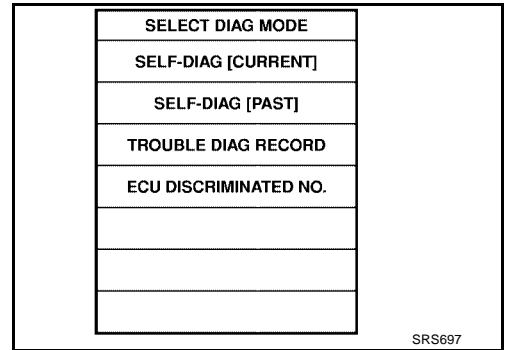 SELECT DIAG MODE
SELF-DIAG [CURRENT]
SELF-DIAG [PAST]
TROUBLE DIAG RECORD
ECU DISCRIMINATED NO.
SRS697